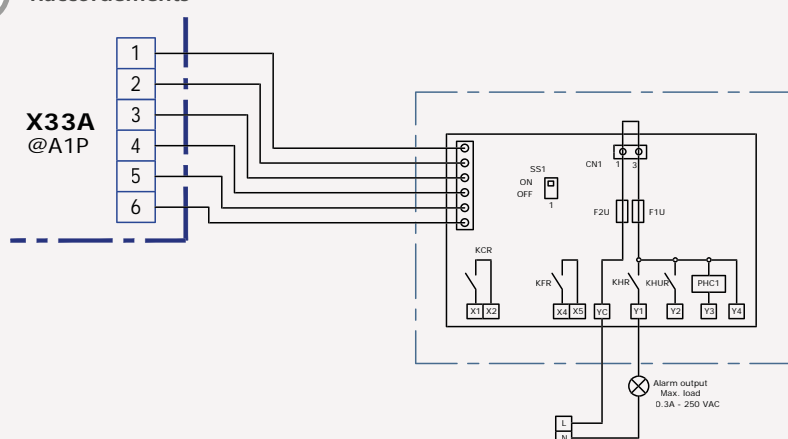 Raccordements
1
2
3
4
5
6
X33A
@A1P
SS1
ON
OFF
1
CN1
1 3
F2U F1U
KCR
KFR
KHR KHUR PHC1
X1 X2 X4 X5 YC Y1 Y2 Y3 Y4
Alarm output
Max. load
0.3A - 250 VAC
L
N